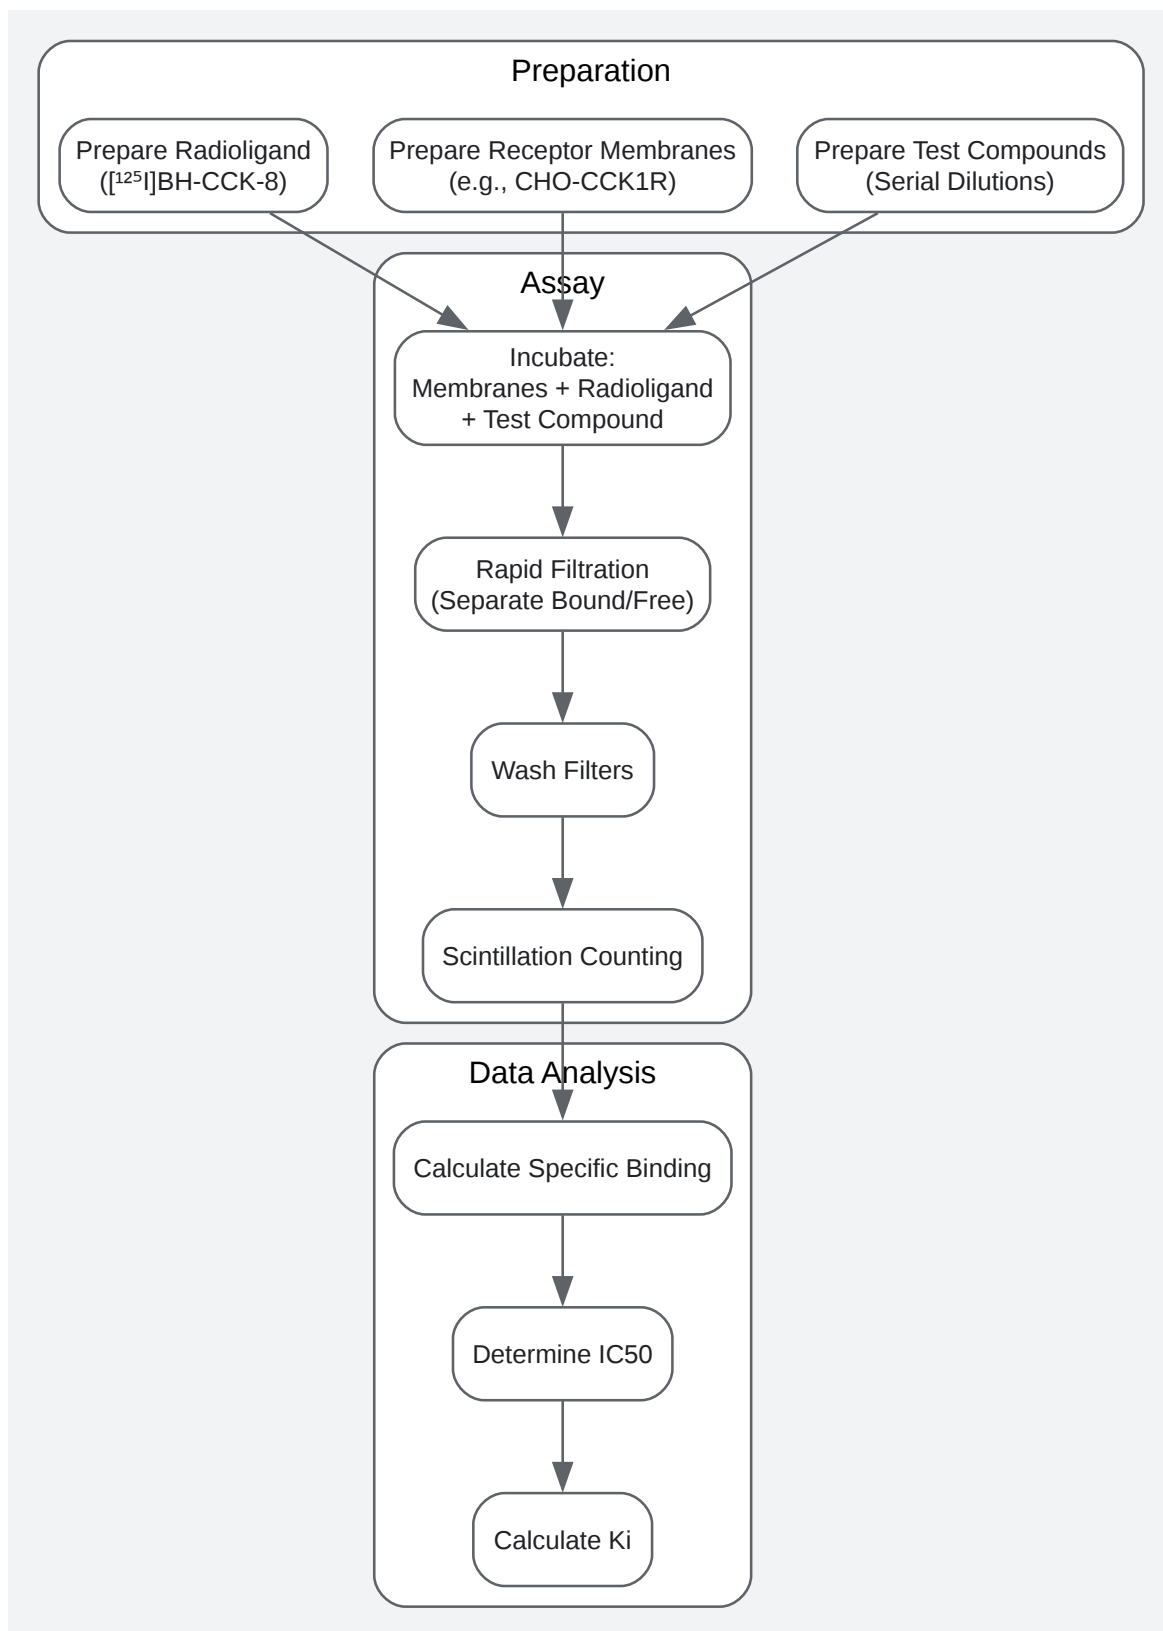 Preparation
Prepare Radioligand
([¹²⁵I]BH-CCK-8)
Prepare Receptor Membranes
(e.g., CHO-CCK1R)
Prepare Test Compounds
(Serial Dilutions)
Assay
Incubate:
Membranes + Radioligand
+ Test Compound
Rapid Filtration
(Separate Bound/Free)
Wash Filters
Scintillation Counting
Data Analysis
Calculate Specific Binding
Determine IC50
Calculate Ki